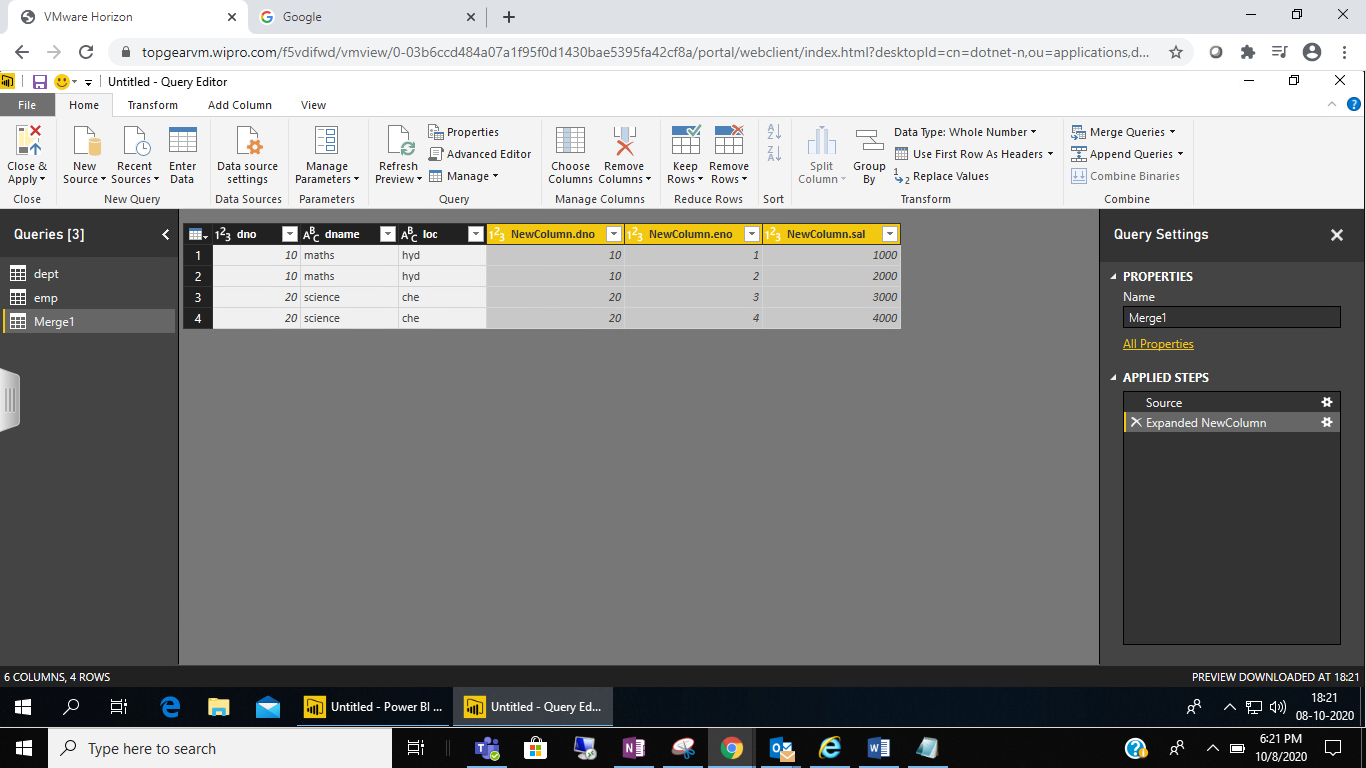 VMware Horizon
Google
topgearvm.wipro.com/f5vdifwd/vmview/0-03b6ccd484a07a1f95f0d1430bae5395fa42cf8a/portal/webclient/index.html?desktopId=cn=dotnet-n,ou=applications,d...
Untitled - Query Editor
File Home Transform Add Column View
Close & Apply
New Source
Recent Sources
Enter Data
Data source settings
Manage Parameters
Refresh Preview
Properties
Advanced Editor
Manage
Choose Columns
Remove Columns
Keep Rows
Remove Rows
Split Column
Group By
Data Type: Whole Number
Use First Row As Headers
Replace Values
Merge Queries
Append Queries
Combine Binaries
Close New Query Data Sources Parameters Query Manage Columns Reduce Rows Sort Transform Combine
Queries [3]
dept
emp
Merge1
dno dname loc NewColumn.dno NewColumn.eno NewColumn.sal
1 10 maths hyd 10 1 1000
2 10 maths hyd 10 2 2000
3 20 science che 20 3 3000
4 20 science che 20 4 4000
Query Settings
PROPERTIES
Name
Merge1
All Properties
APPLIED STEPS
Source
Expanded NewColumn
6 COLUMNS, 4 ROWS PREVIEW DOWNLOADED AT 18:21
Untitled - Power BI ...
Untitled - Query Ed...
18:21
08-10-2020
Type here to search
6:21 PM
10/8/2020